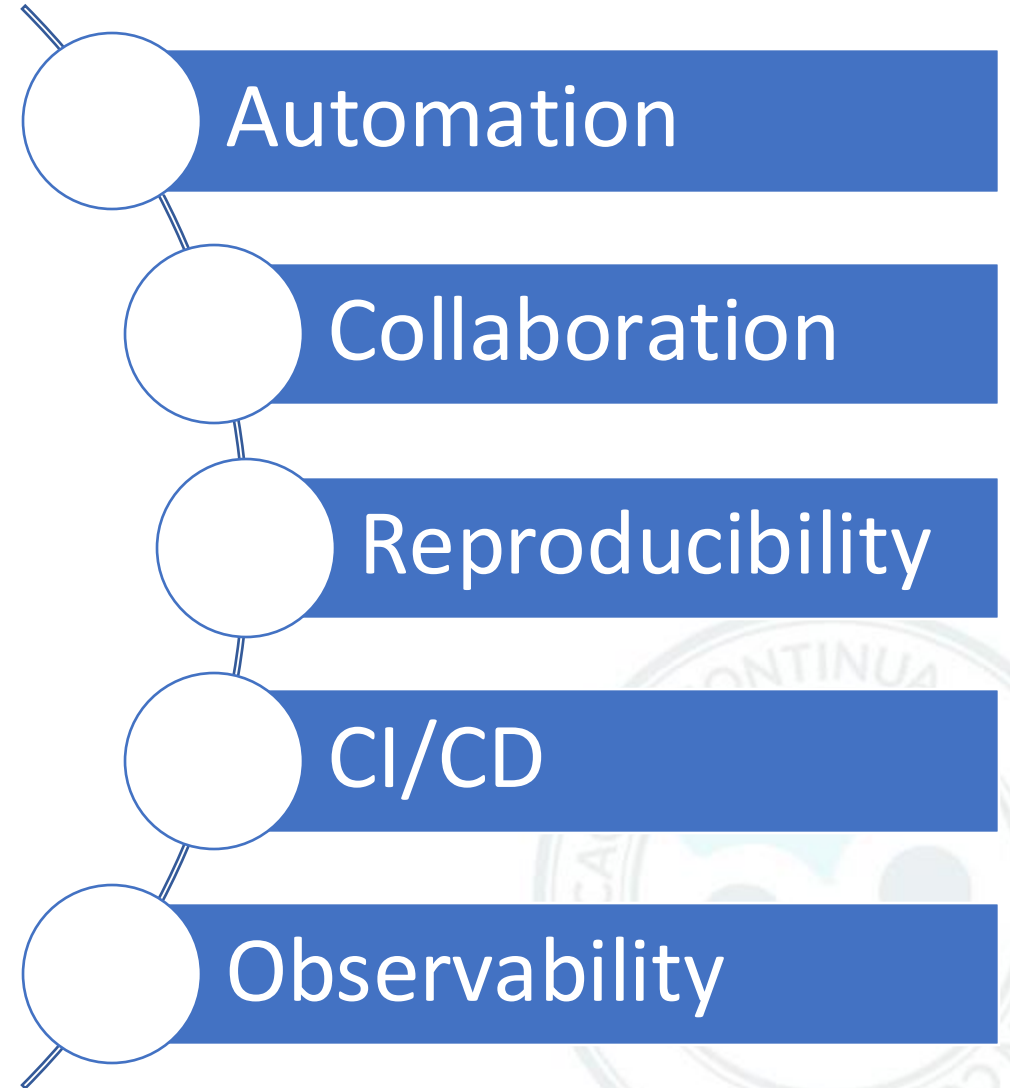 Automation
Collaboration
Reproducibility
CI/CD
Observability